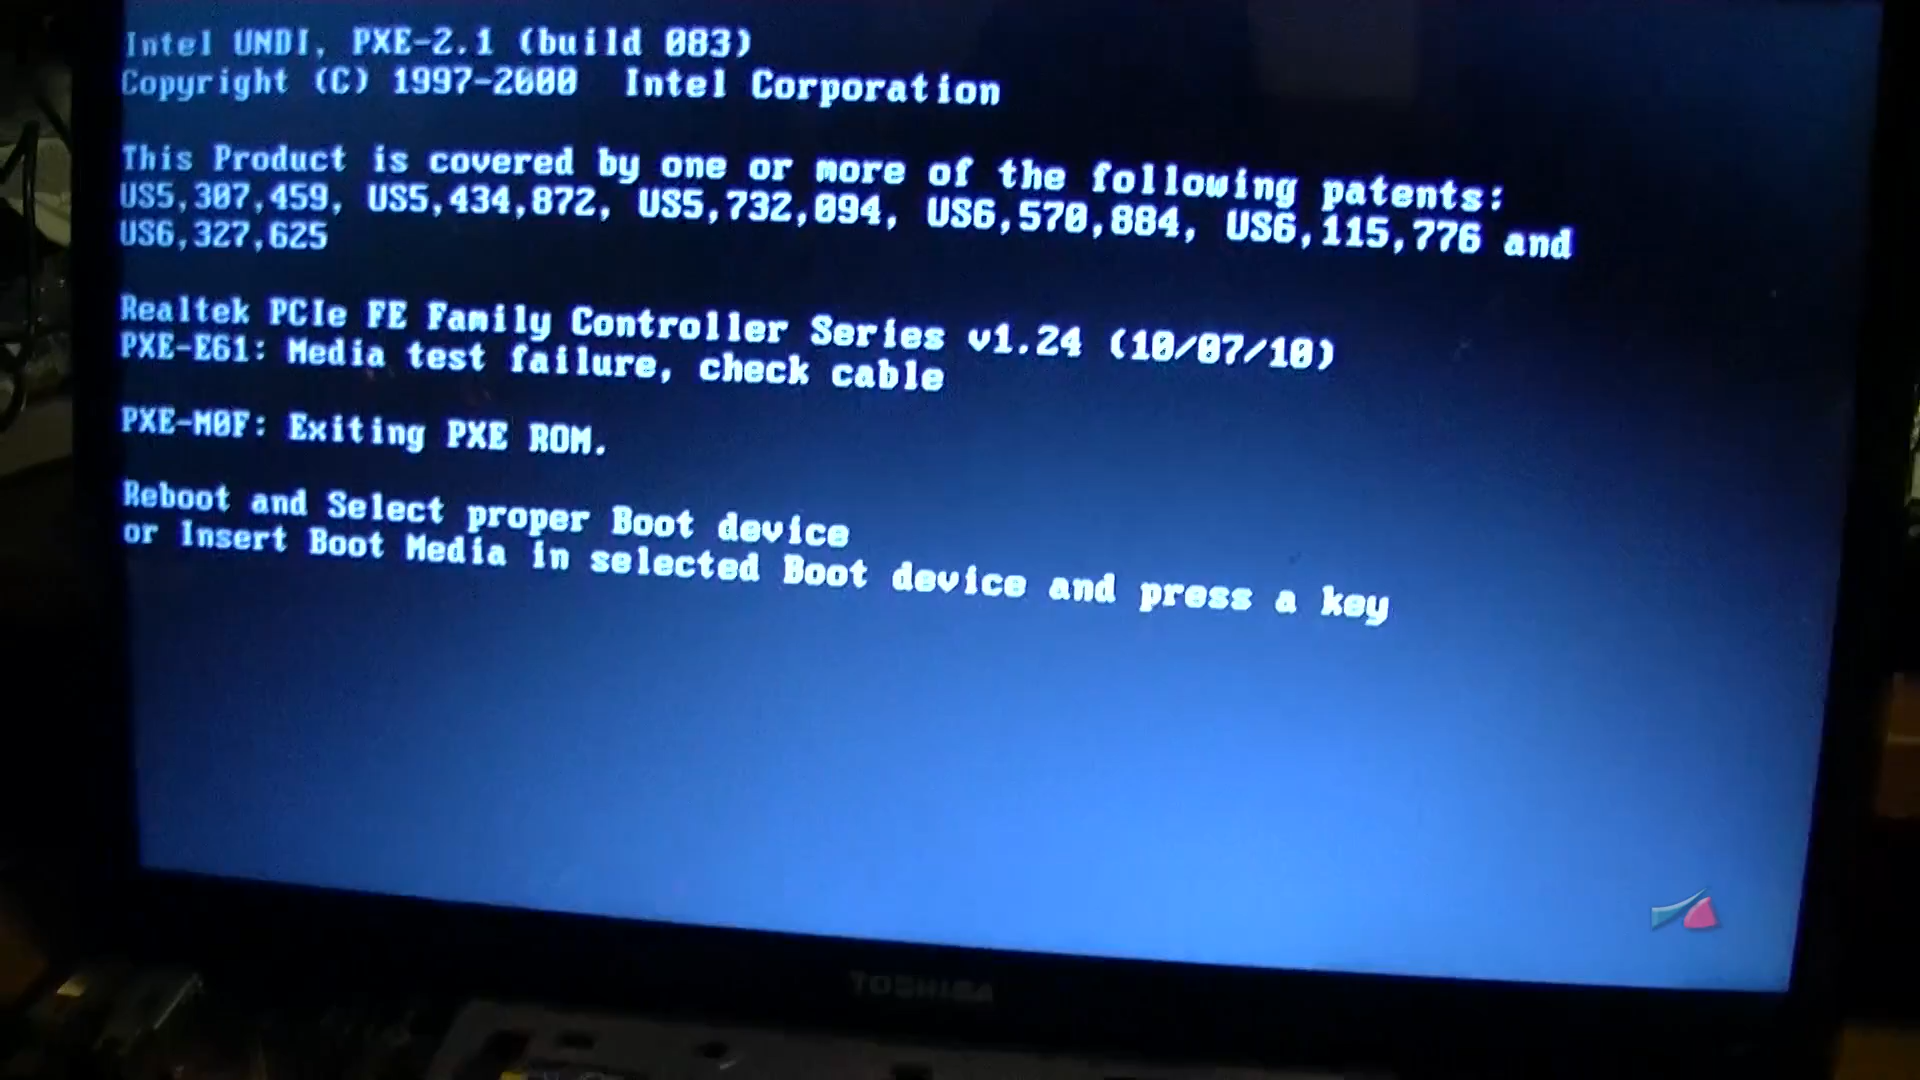 Intel UNDI, PXE-2.1 (build 083)
Copyright (C) 1997-2000  Intel Corporation
This Product is covered by one or more of the following patents:
US5,307,459, US5,434,872, US5,732,094, US6,570,884, US6,115,776 and
US6,327,625
Realtek PCIe FE Family Controller Series v1.24 (10/07/10)
PXE-E61: Media test failure, check cable
PXE-M0F: Exiting PXE ROM.
Reboot and Select proper Boot device
or Insert Boot Media in selected Boot device and press a key
TOSHIBA